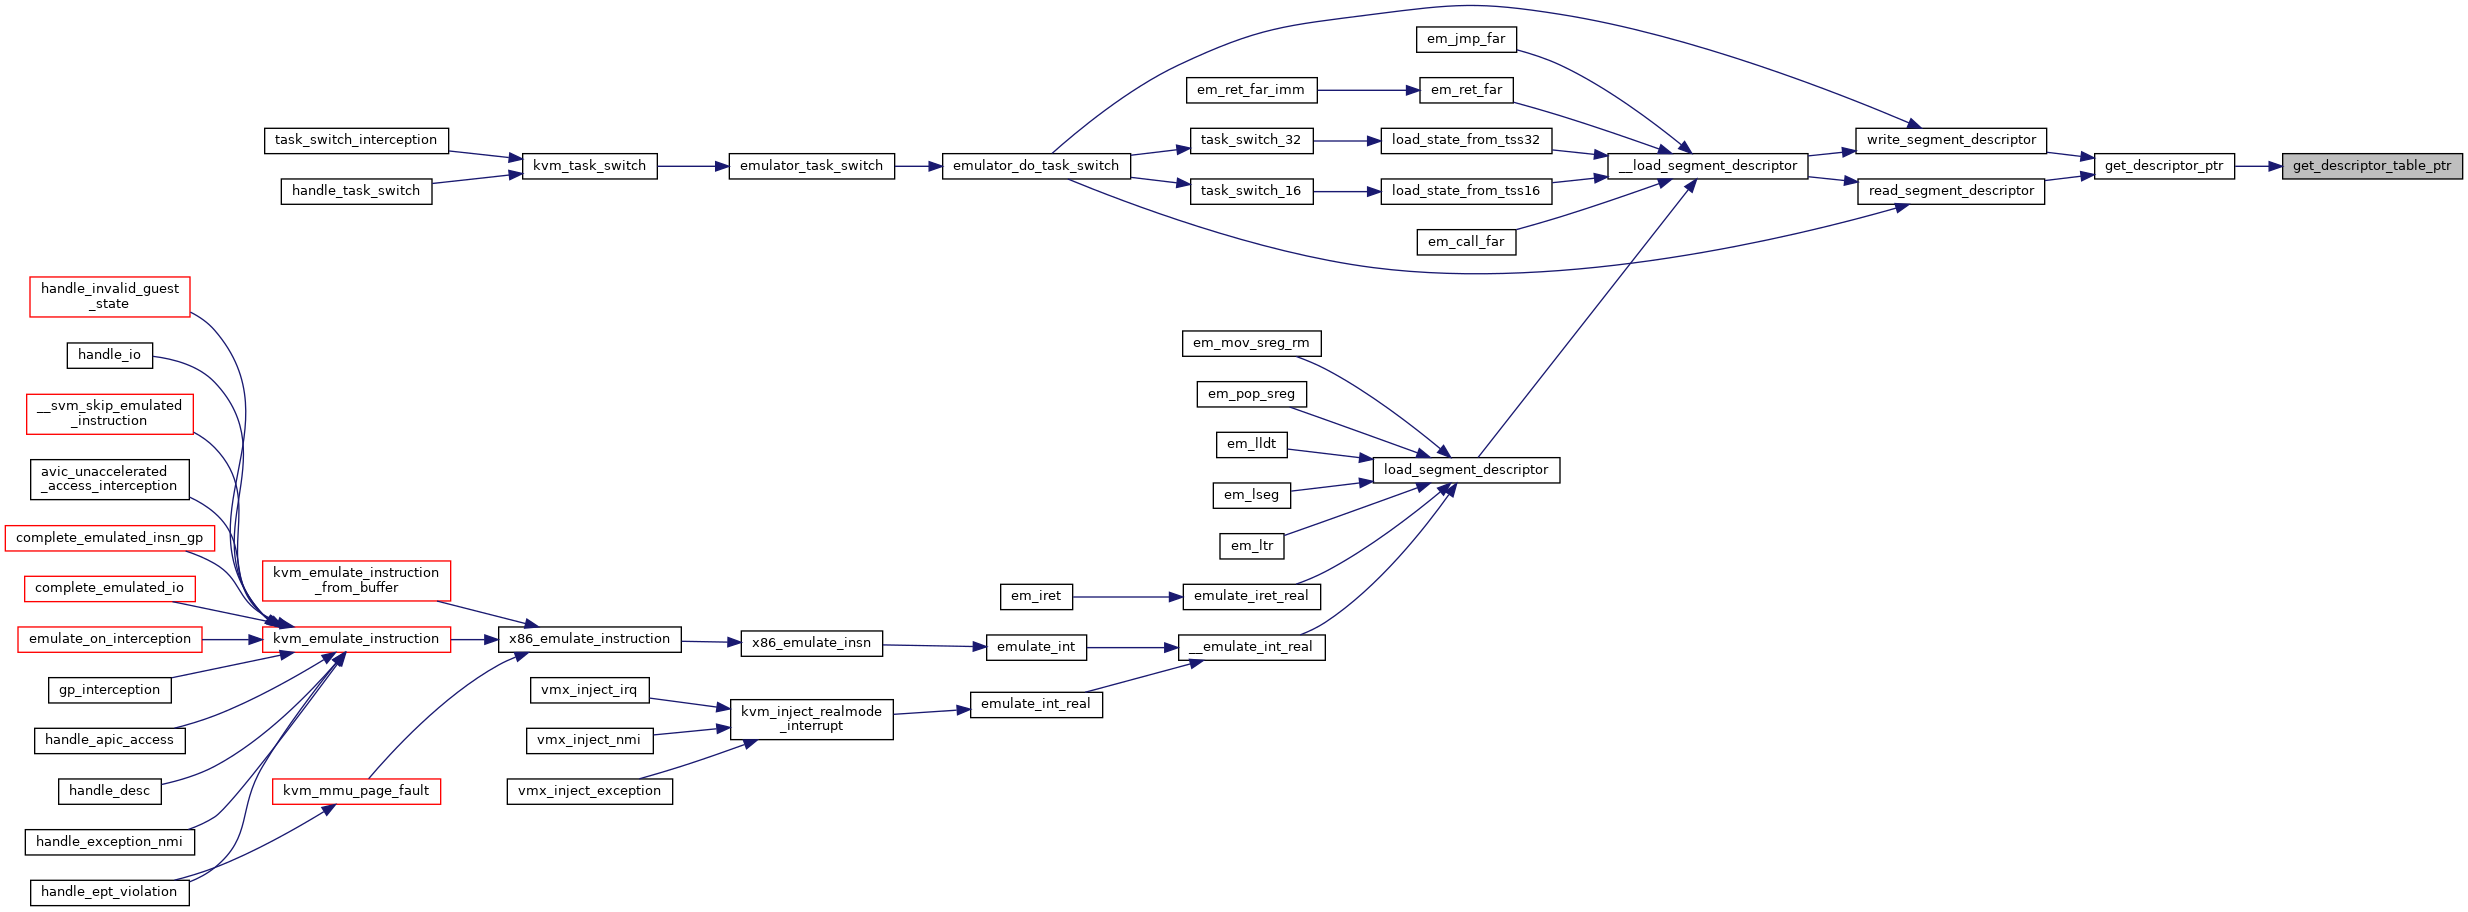 em_jmp_far
em_ret_far_imm
em_ret_far
task_switch_interception
task_switch_32
load_state_from_tss32
write_segment_descriptor
kvm_task_switch
emulator_task_switch
emulator_do_task_switch
__load_segment_descriptor
get_descriptor_ptr
get_descriptor_table_ptr
handle_task_switch
task_switch_16
load_state_from_tss16
read_segment_descriptor
em_call_far
handle_invalid_guest
_state
handle_io
em_mov_sreg_rm
em_pop_sreg
__svm_skip_emulated
_instruction
em_lldt
avic_unaccelerated
_access_interception
load_segment_descriptor
em_lseg
complete_emulated_insn_gp
em_ltr
kvm_emulate_instruction
_from_buffer
complete_emulated_io
em_iret
emulate_iret_real
emulate_on_interception
kvm_emulate_instruction
x86_emulate_instruction
x86_emulate_insn
emulate_int
__emulate_int_real
gp_interception
vmx_inject_irq
emulate_int_real
kvm_inject_realmode
_interrupt
handle_apic_access
vmx_inject_nmi
handle_desc
kvm_mmu_page_fault
vmx_inject_exception
handle_exception_nmi
handle_ept_violation